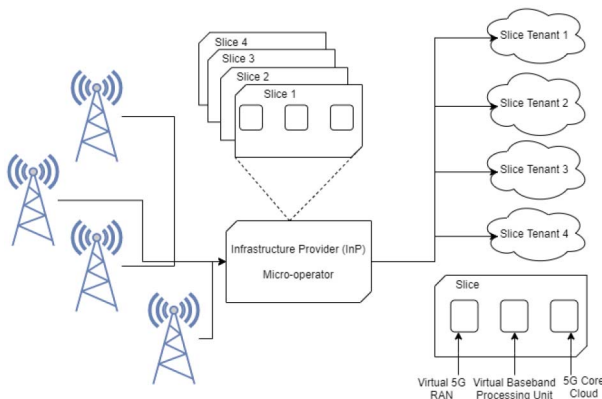 Slice 4
Slice 3
Slice 2
Slice 1
Infrastructure Provider (InP)
Micro-operator
Slice Tenant 1
Slice Tenant 2
Slice Tenant 3
Slice Tenant 4
Slice
Virtual 5G
RAN
Virtual Baseband
Processing Unit
5G Core
Cloud